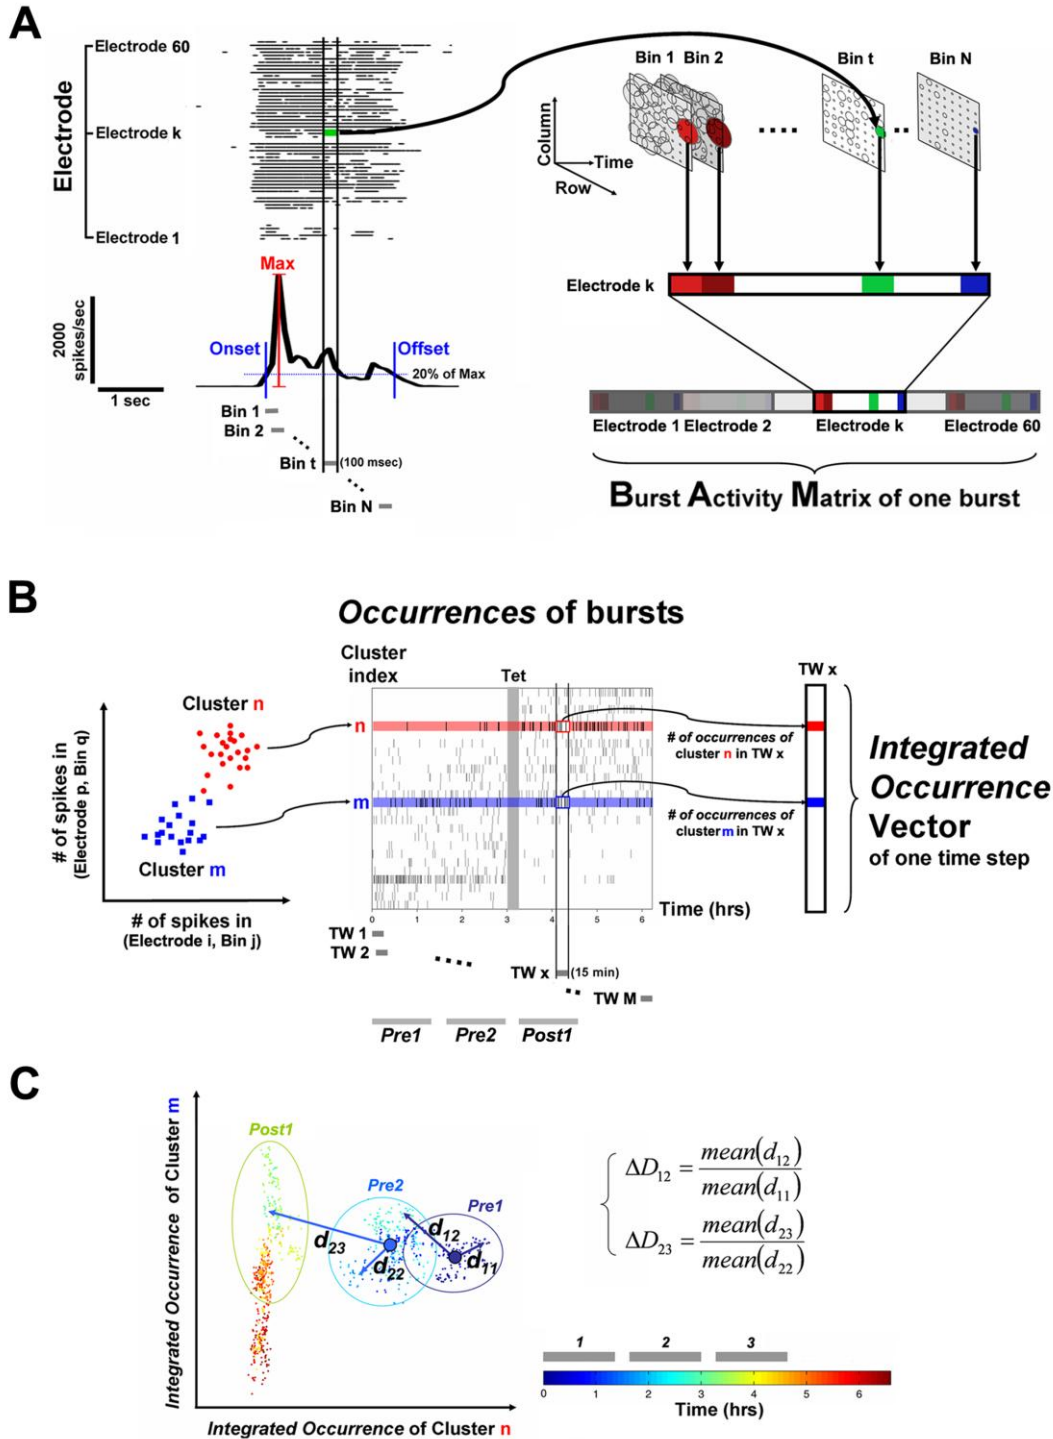 A
Electrode 60
Electrode k
Electrode 1
Electrode
Max
2000
spikes/sec
Onset
Offset
20% of Max
1 sec
Bin 1
Bin 2
Bin t
(100 msec)
Bin N
Bin 1 Bin 2
Bin t
Bin N
Column
Time
Row
Electrode k
Electrode 1 Electrode 2
Electrode k
Electrode 60
Burst Activity Matrix of one burst
B
Occurrences of bursts
Cluster
index
Tet
TW x
Cluster n
Cluster m
# of spikes in
(Electrode p, Bin q)
# of spikes in
(Electrode i, Bin j)
n
m
# of occurrences of
cluster n in TW x
# of occurrences of
cluster m in TW x
Integrated
Occurrence
Vector
of one time step
0 1 2 3 4 5 6
Time (hrs)
TW 1
TW 2
TW x
(15 min)
TW M
Pre1
Pre2
Post1
C
Integrated Occurrence of Cluster m
Post1
Pre2
Pre1
d23
d22
d12
d11
Integrated Occurrence of Cluster n
ΔD12 = mean(d12)
mean(d11)
ΔD23 = mean(d23)
mean(d22)
1 2 3
0 1 2 3 4 5 6
Time (hrs)